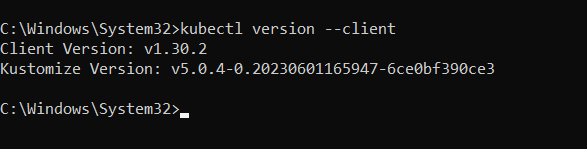 C:\Windows\System32>kubectl version --client
Client Version: v1.30.2
Kustomize Version: v5.0.4-0.20230601165947-6ce0bf390ce3
C:\Windows\System32>